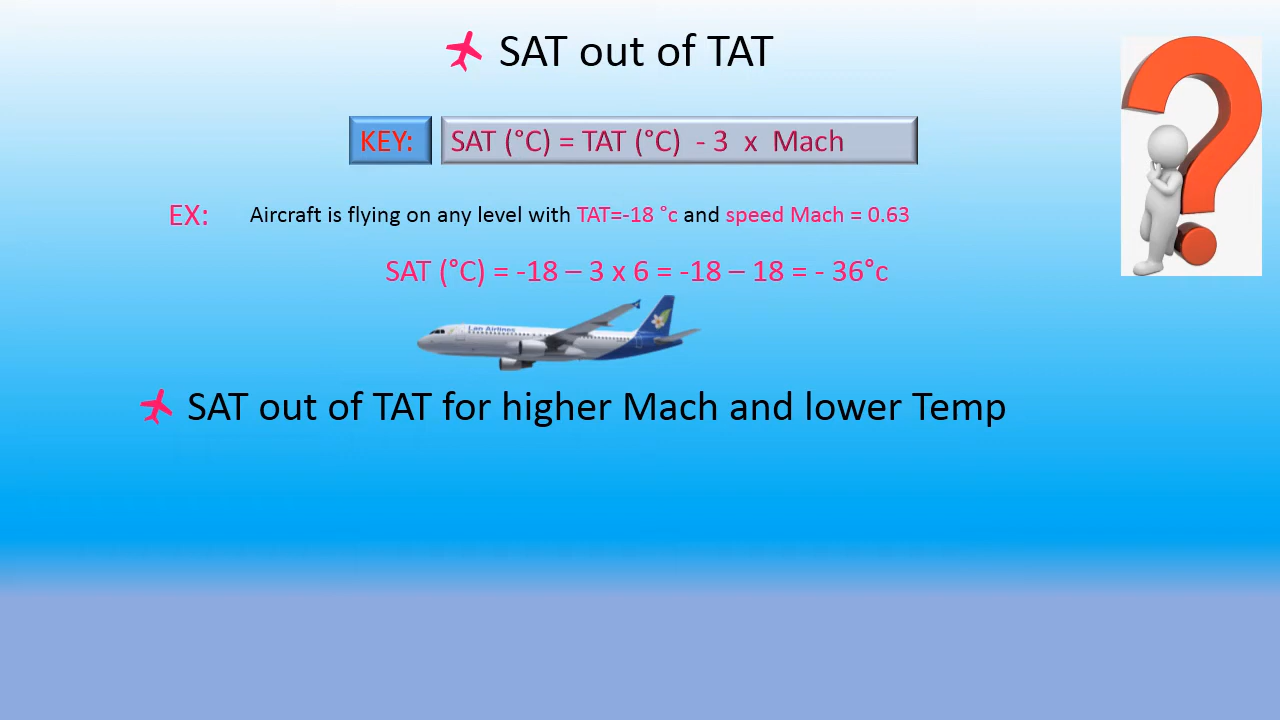 SAT out of TAT
KEY: SAT (°C) = TAT (°C) - 3 x Mach
EX: Aircraft is flying on any level with TAT=-18 °c and speed Mach = 0.63
SAT (°C) = -18 – 3 x 6 = -18 – 18 = - 36°c
Lan Airlines
SAT out of TAT for higher Mach and lower Temp